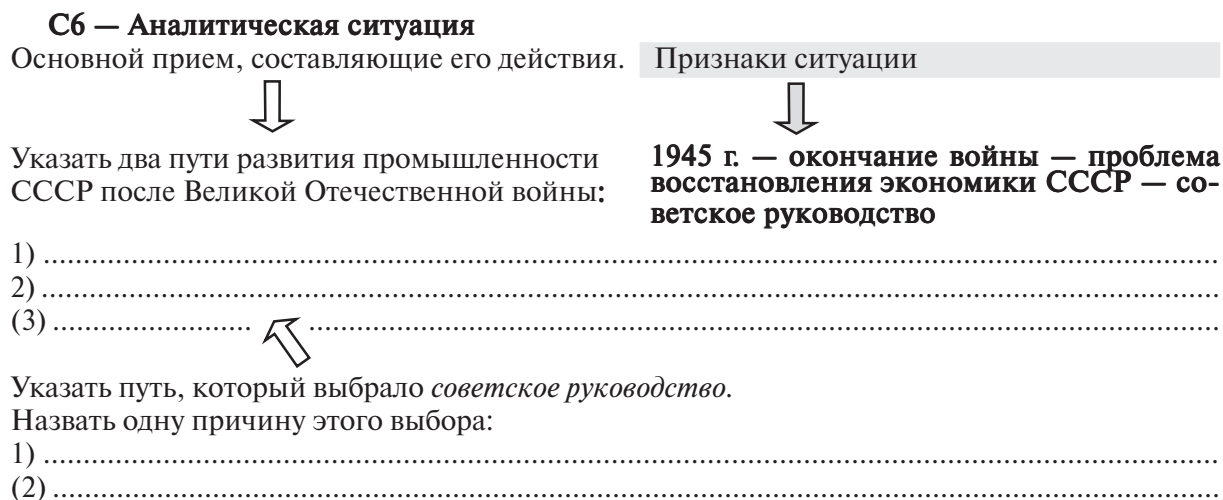 С6 — Аналитическая ситуация
Основной прием, составляющие его действия. Признаки ситуации
Указать два пути развития промышленности
СССР после Великой Отечественной войны:
1945 г. — окончание войны — проблема
восстановления экономики СССР — со-
ветское руководство
1) ..............................................................................................................................
2) ..............................................................................................................................
(3) ...................... ..................................................................................................
Указать путь, который выбрало советское руководство.
Назвать одну причину этого выбора:
1) ..............................................................................................................................
(2) .............................................................................................................................